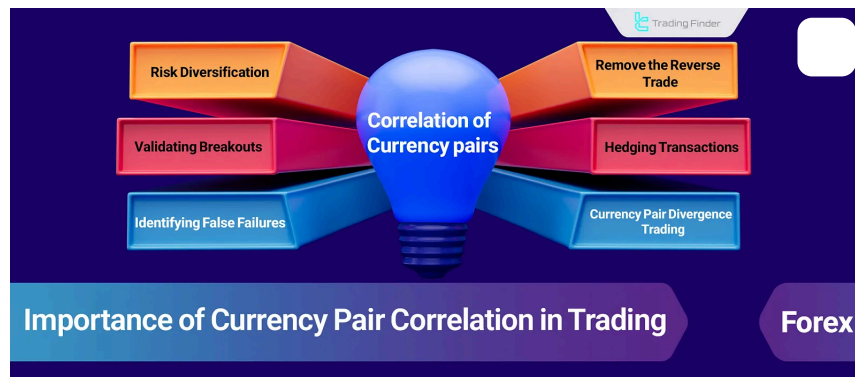 Trading Finder
Risk Diversification
Remove the Reverse
Trade
Correlation of
Currency pairs
Validating Breakouts
Hedging Transactions
Identifying False Failures
Currency Pair Divergence
Trading
Importance of Currency Pair Correlation in Trading
Forex